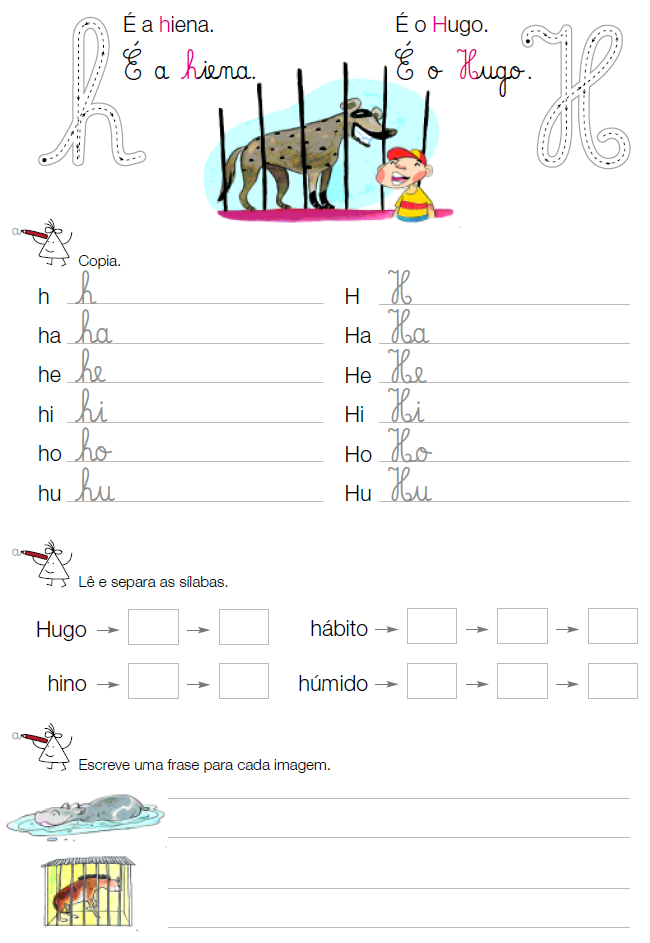 É a hiena.
É o Hugo.
É a hiena.
É o Hugo.
h
H
a
Copia.
h h
H H
ha ha
Ha Ha
he he
He He
hi hi
Hi Hi
ho ho
Ho Ho
hu hu
Hu Hu
a
Lê e separa as sílabas.
Hugo
hábito
hino
húmido
a
Escreve uma frase para cada imagem.